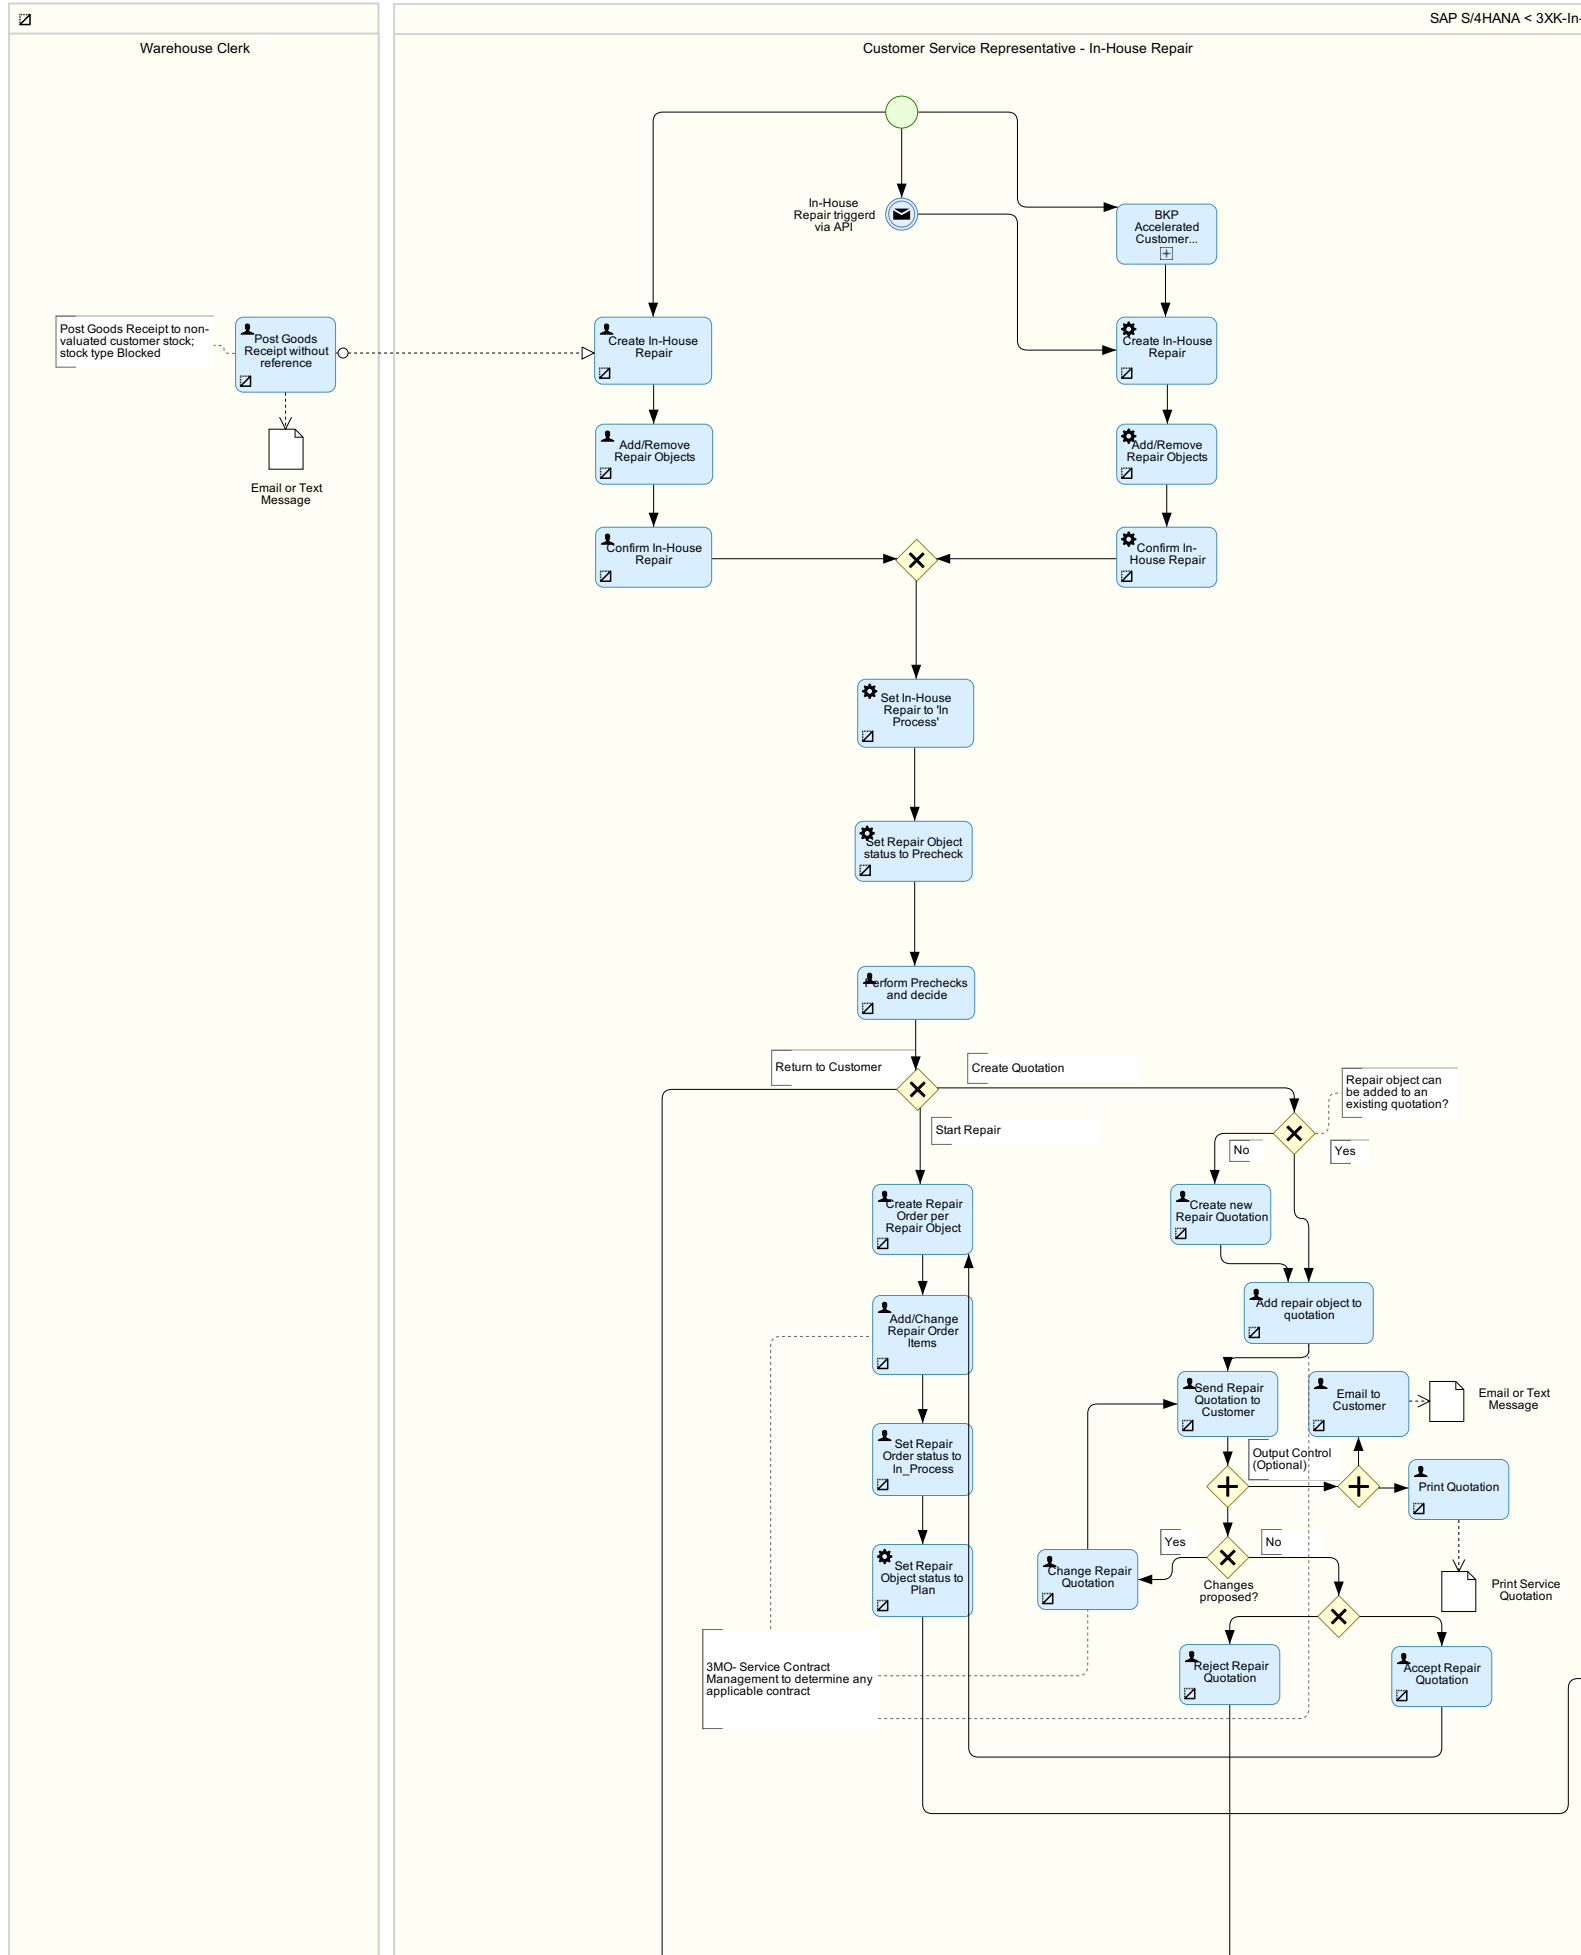 SAP S/4HANA < 3XK-In-
Warehouse Clerk
Customer Service Representative - In-House Repair
In-House
Repair triggerd
via API
BKP
Accelerated
Customer...
Post Goods Receipt to non-
valuated customer stock;
stock type Blocked
Post Goods
Receipt without
reference
Email or Text
Message
Create In-House
Repair
Create In-House
Repair
Add/Remove
Repair Objects
Add/Remove
Repair Objects
Confirm In-House
Repair
Confirm In-
House Repair
Set In-House
Repair to 'In
Process'
Set Repair Object
status to Precheck
Perform Prechecks
and decide
Return to Customer
Create Quotation
Start Repair
Repair object can
be added to an
existing quotation?
No
Yes
Create Repair
Order per
Repair Object
Create new
Repair Quotation
Add repair object to
quotation
Add/Change
Repair Order
Items
Send Repair
Quotation to
Customer
Email to
Customer
Email or Text
Message
Set Repair
Order status to
In_Process
Output Control
(Optional)
Print Quotation
Yes
No
Changes
proposed?
Set Repair
Object status to
Plan
Change Repair
Quotation
Print Service
Quotation
3MO- Service Contract
Management to determine any
applicable contract
Reject Repair
Quotation
Accept Repair
Quotation